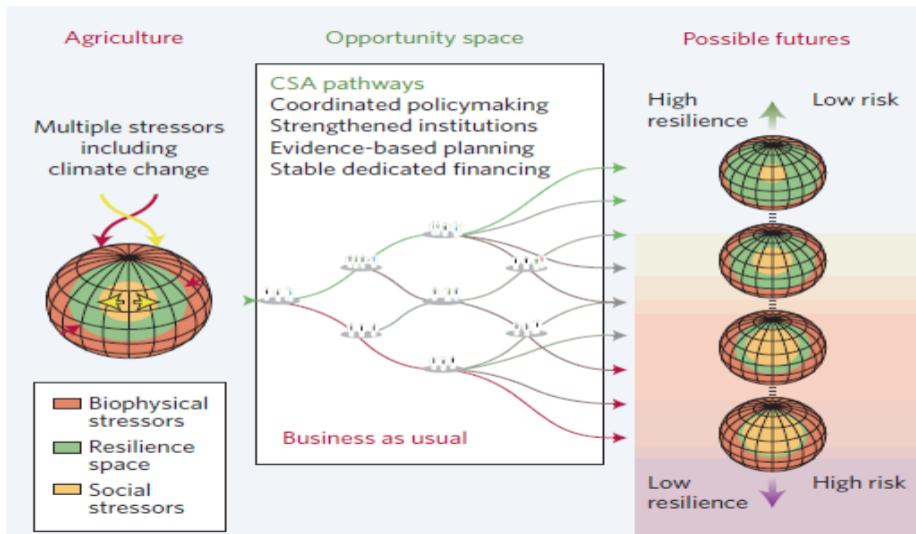 Agriculture
Multiple stressors
including
climate change
Biophysical
stressors
Resilience
space
Social
stressors
Opportunity space
CSA pathways
Coordinated policymaking
Strengthened institutions
Evidence-based planning
Stable dedicated financing
Business as usual
Possible futures
High
resilience
Low risk
Low
resilience
High risk